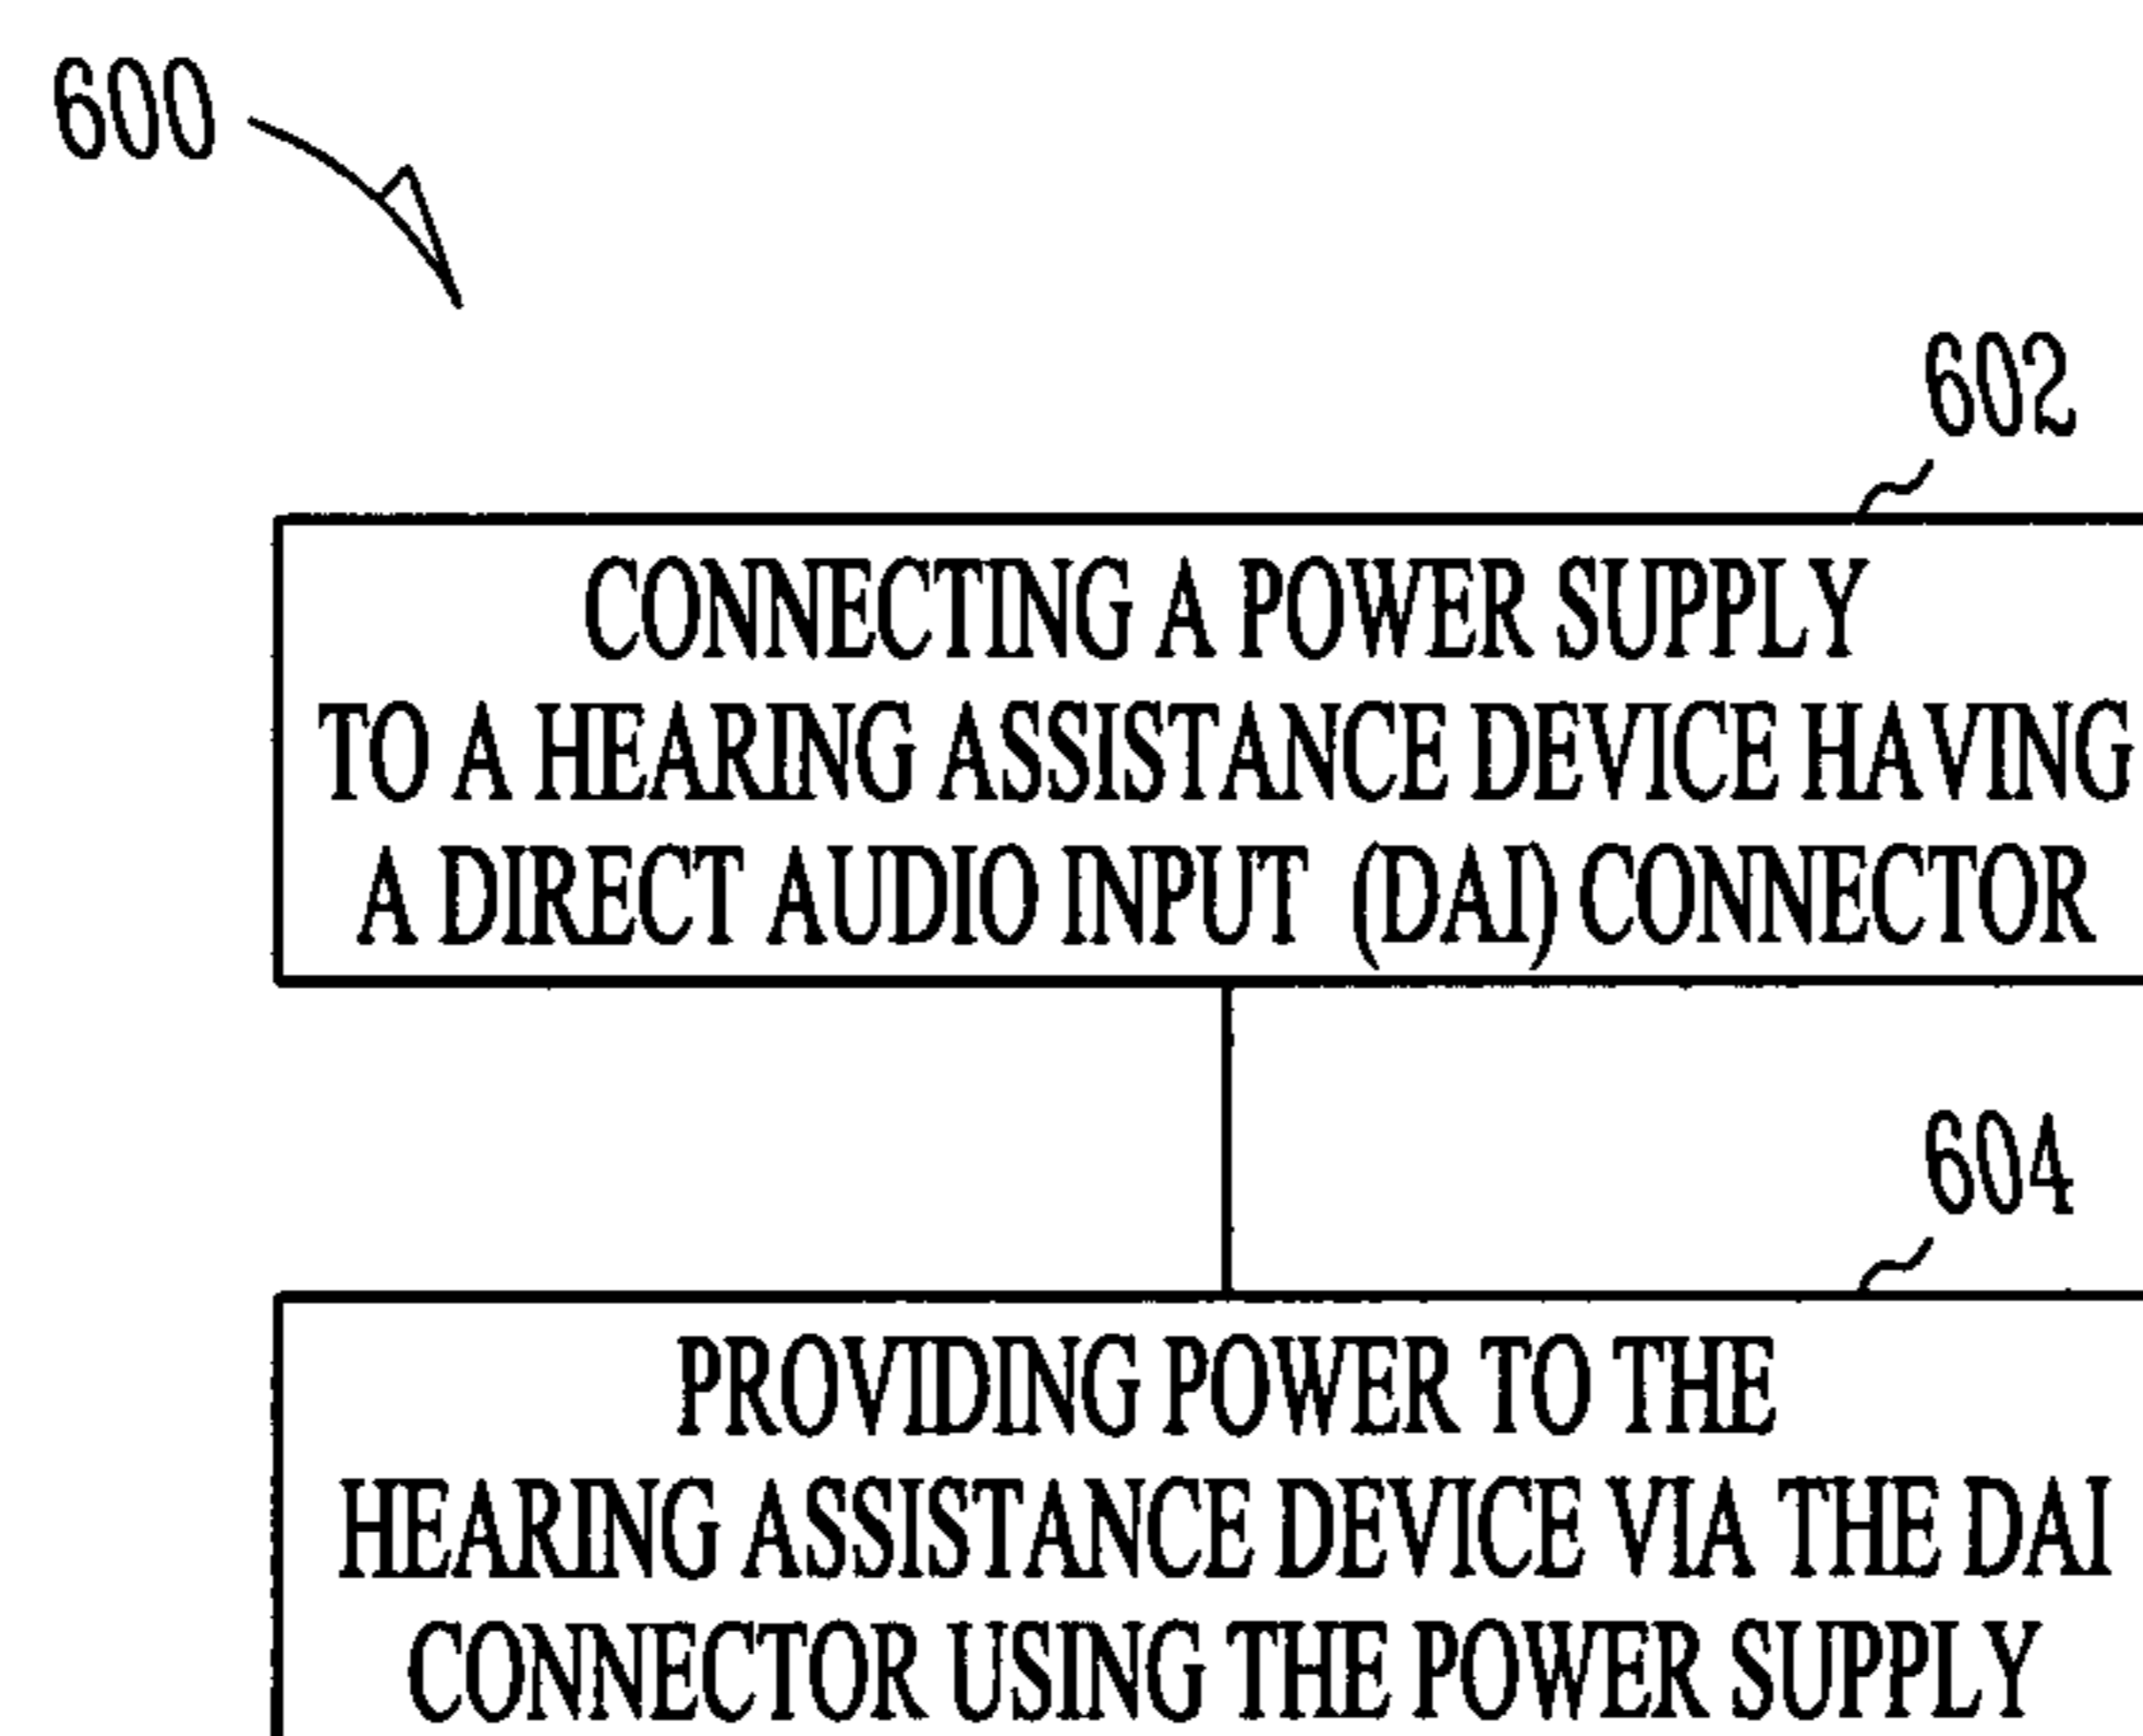 600
602
CONNECTING A POWER SUPPLY
TO A HEARING ASSISTANCE DEVICE HAVING
A DIRECT AUDIO INPUT (DAI) CONNECTOR
604
PROVIDING POWER TO THE
HEARING ASSISTANCE DEVICE VIA THE DAI
CONNECTOR USING THE POWER SUPPLY